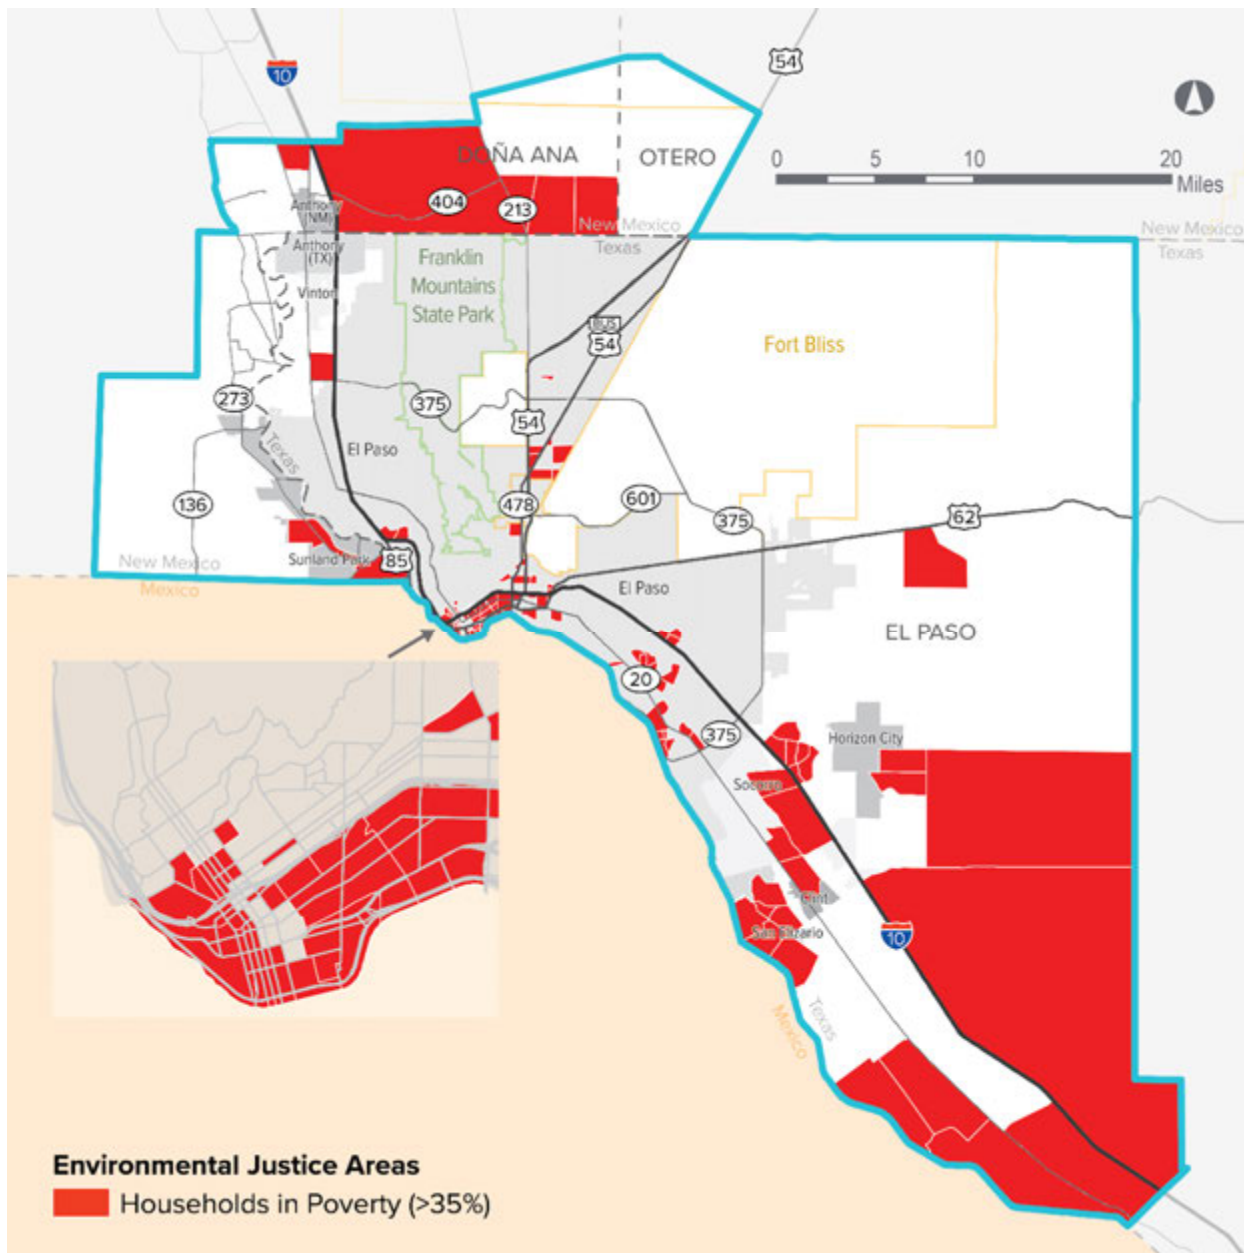 54
10
0 5 10 20
Miles
DOÑA ANA
OTERO
404
213
Anthony
(NM)
New Mexico
Texas
New Mexico
Texas
Anthony
(TX)
Franklin
Mountains
State Park
Vinton
BUS
54
Fort Bliss
273
375
54
Texas
El Paso
136
478
601
375
62
New Mexico
Mexico
Sunland Park
85
El Paso
EL PASO
20
375
Horizon City
Socorro
Clint
San Elizario
10
Texas
Mexico
Environmental Justice Areas
Households in Poverty (>35%)